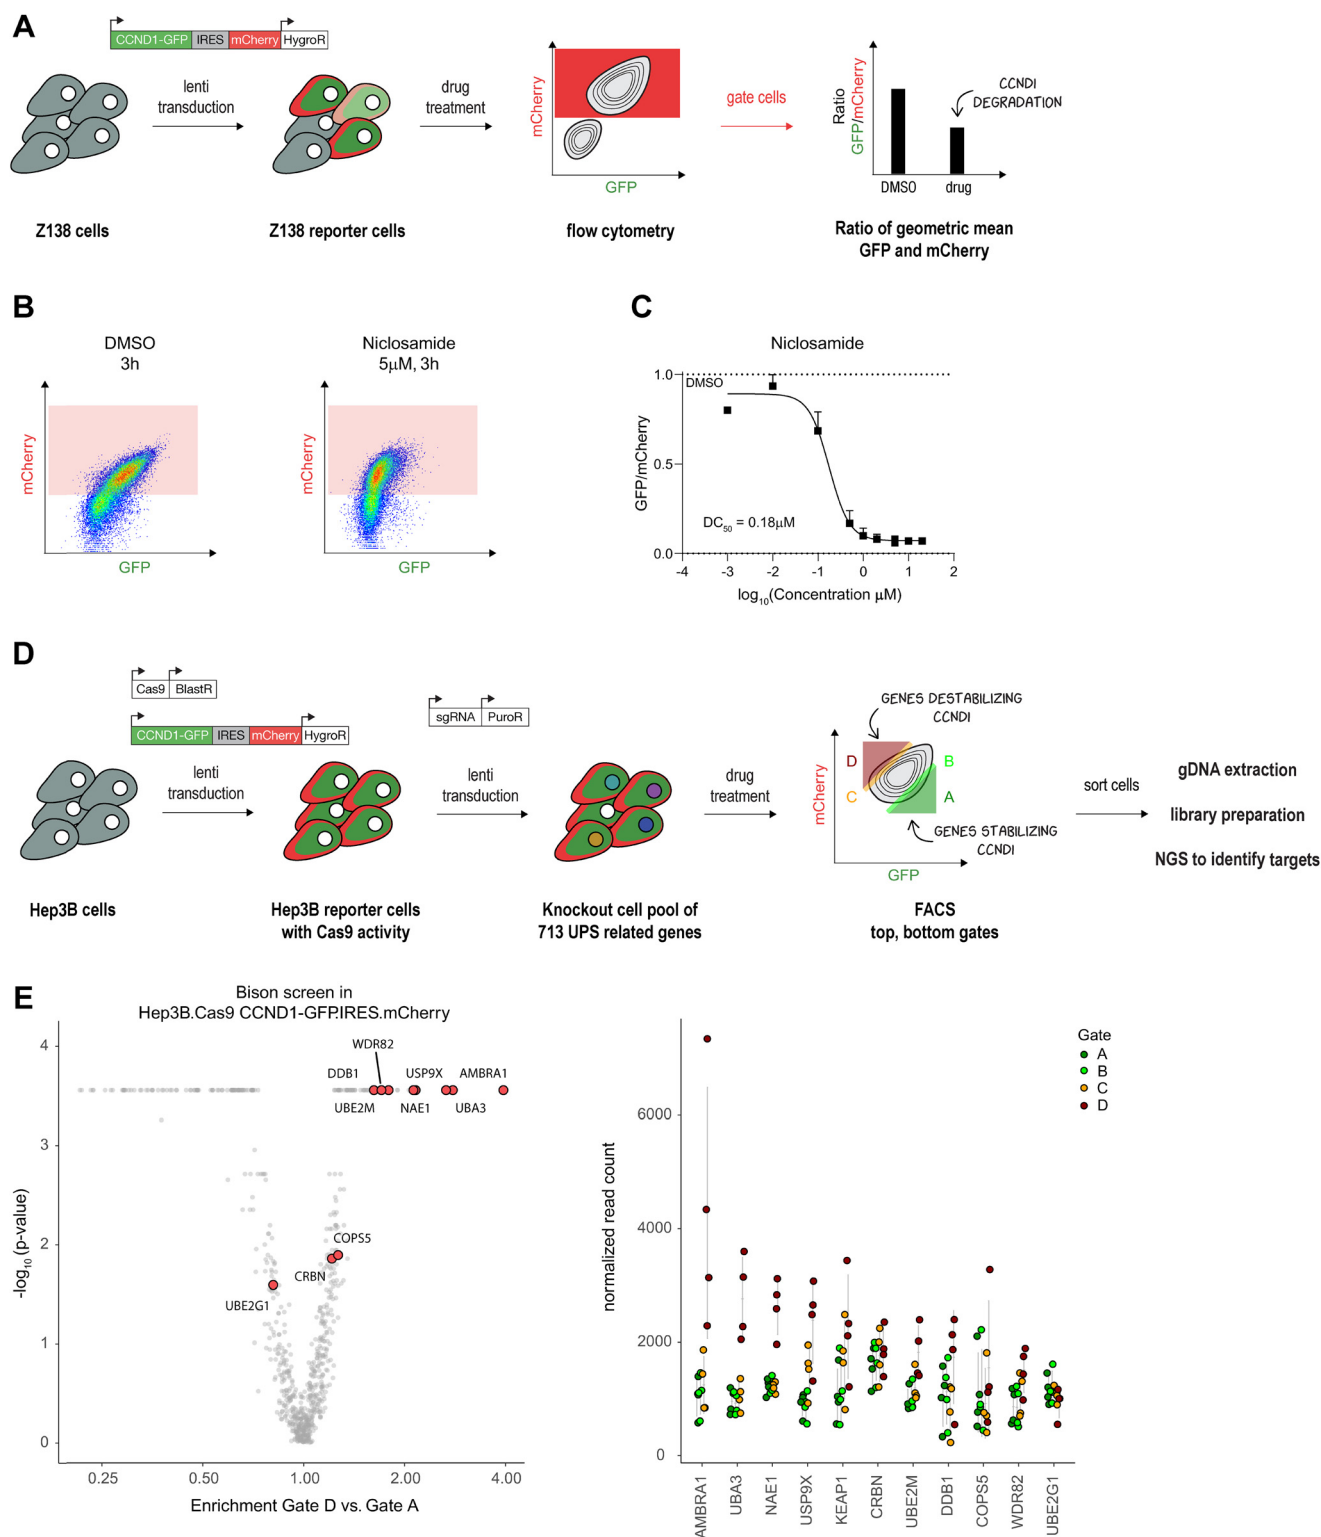 A
CCND1-GFP IRES mCherry HygroR
lenti
transduction
drug
treatment
mCherry
GFP
gate cells
Ratio
GFP/mCherry
CCND1
DEGRADATION
DMSO drug
Z138 cells
Z138 reporter cells
flow cytometry
Ratio of geometric mean
GFP and mCherry
B
DMSO
3h
mCherry
GFP
Niclosamide
5μM, 3h
mCherry
GFP
C
Niclosamide
GFP/mCherry
1.0
0.5
0.0
DMSO
DC50 = 0.18μM
-4 -3 -2 -1 0 1 2
log10(Concentration μM)
D
Cas9 BlastR
CCND1-GFP IRES mCherry HygroR
sgRNA PuroR
lenti
transduction
lenti
transduction
drug
treatment
GENES DESTABILIZING
CCND1
mCherry
D
B
C
A
GENES STABILIZING
CCND1
GFP
sort cells
gDNA extraction
library preparation
NGS to identify targets
Hep3B cells
Hep3B reporter cells
with Cas9 activity
Knockout cell pool of
713 UPS related genes
FACS
top, bottom gates
E
Bison screen in
Hep3B.Cas9 CCND1-GFP.IRES.mCherry
-log10(p-value)
4
3
2
1
0
WDR82
DDB1 USP9X AMBRA1
UBE2M NAE1 UBA3
COPS5
CRBN
UBE2G1
0.25 0.50 1.00 2.00 4.00
Enrichment Gate D vs. Gate A
normalized read count
6000
4000
2000
0
Gate
A
B
C
D
AMBRA1
UBA3
NAE1
USP9X
KEAP1
CRBN
UBE2M
DDB1
COPS5
WDR82
UBE2G1